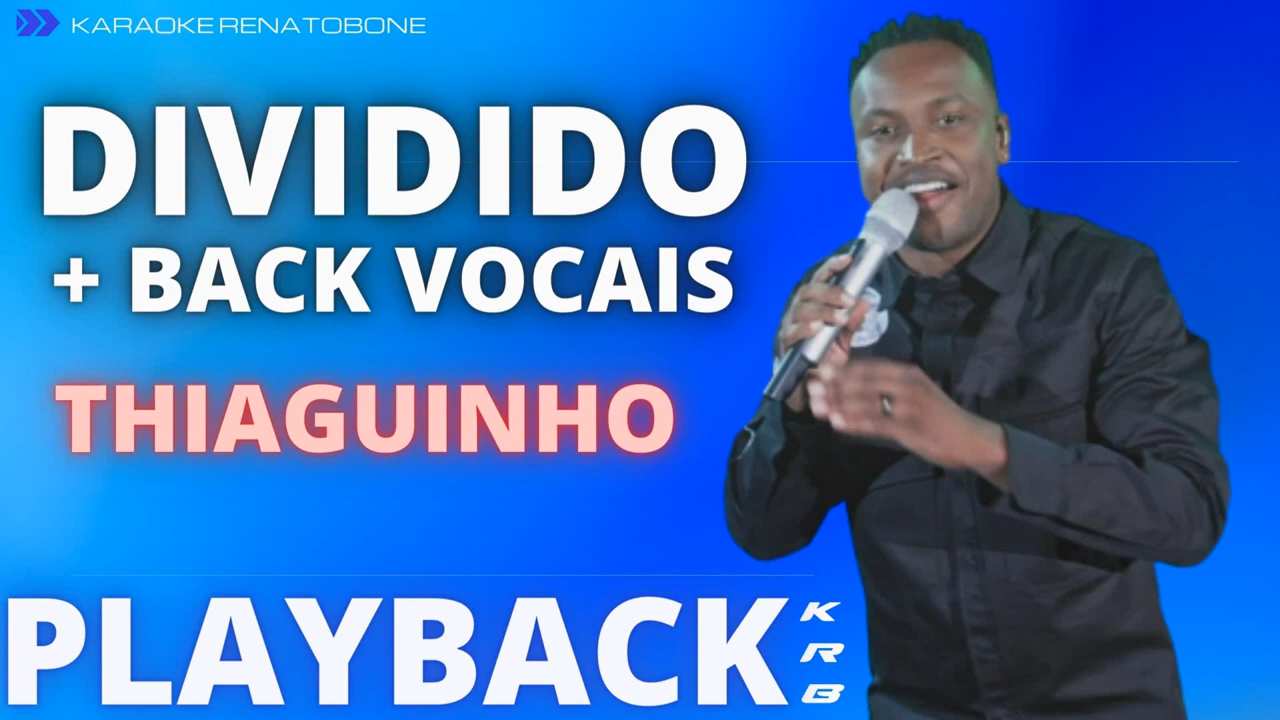 KARAOKE RENATOBONE
DIVIDIDO
+ BACK VOCAIS
THIAGUINHO
PLAYBACK
K
R
B